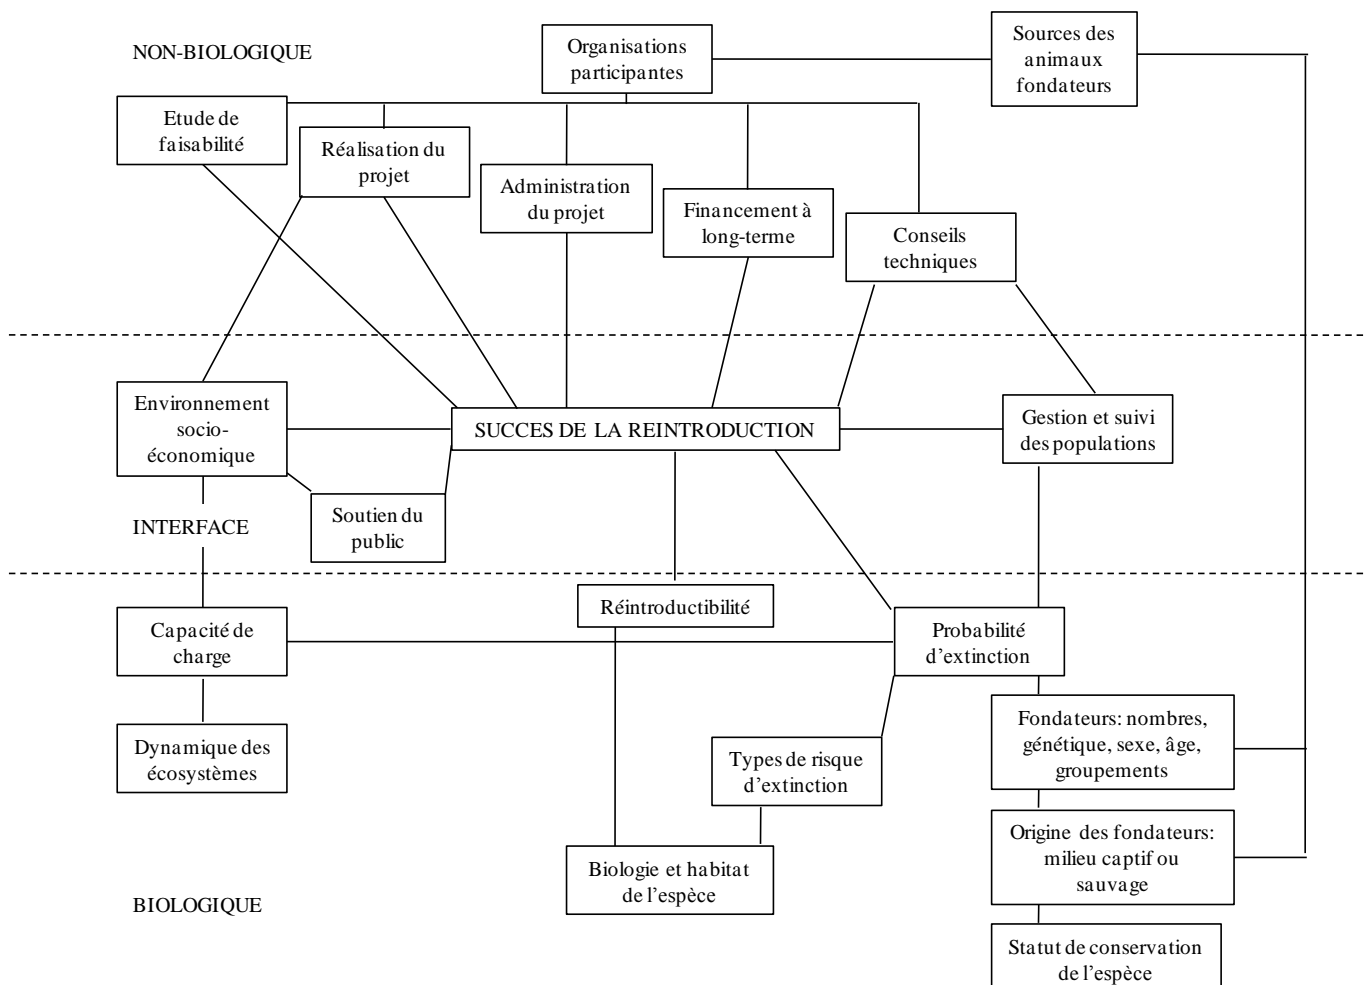 NON-BIOLOGIQUE
Organisations
participantes
Sources des
animaux
fondateurs
Etude de
faisabilité
Réalisation du
projet
Administration
du projet
Financement à
long-terme
Conseils
techniques
Environnement
socio-
économique
SUCCES DE LA REINTRODUCTION
Gestion et suivi
des populations
Soutien du
public
INTERFACE
Réintroductibilité
Capacité de
charge
Probabilité
d’extinction
Dynamique des
écosystèmes
Types de risque
d’extinction
Fondateurs: nombres,
génétique, sexe, âge,
groupements
Biologie et habitat
de l’espèce
Origine des fondateurs:
milieu captif ou
sauvage
BIOLOGIQUE
Statut de conservation
de l’espèce